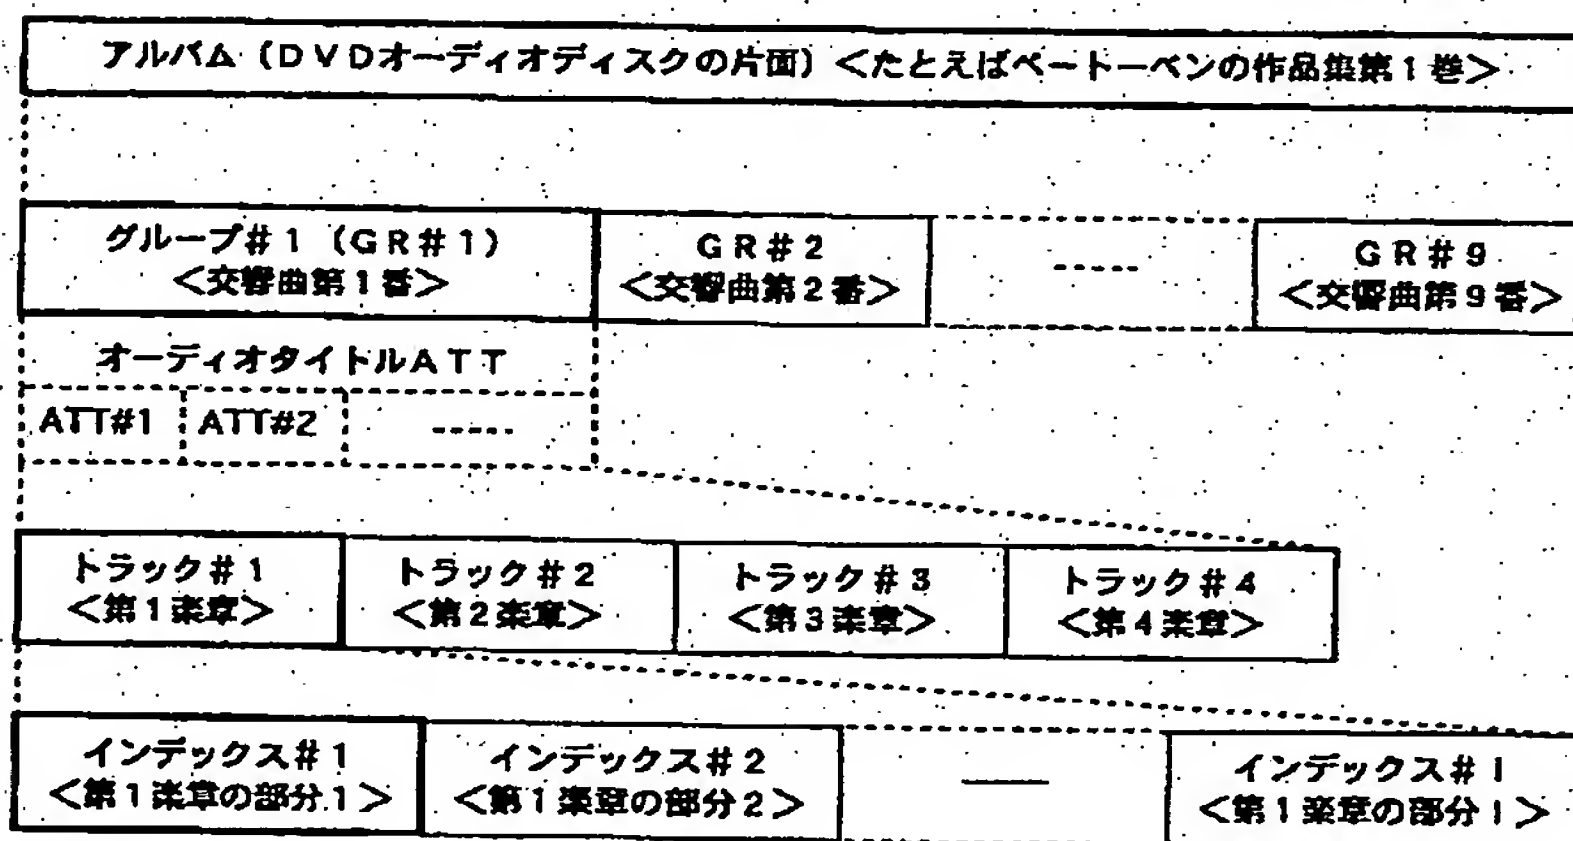 アルバム（ＤＶＤオーディオディスクの片面）＜たとえばベートーベンの作品集第１巻＞
グループ＃１（ＧＲ＃１）
＜交響曲第１番＞
ＧＲ＃２
＜交響曲第２番＞
-----
ＧＲ＃９
＜交響曲第９番＞
オーディオタイトルＡＴＴ
ATT#1
ATT#2
-----
トラック＃１
＜第１楽章＞
トラック＃２
＜第２楽章＞
トラック＃３
＜第３楽章＞
トラック＃４
＜第４楽章＞
インデックス＃１
＜第１楽章の部分１＞
インデックス＃２
＜第１楽章の部分２＞
インデックス＃Ｉ
＜第１楽章の部分Ｉ＞